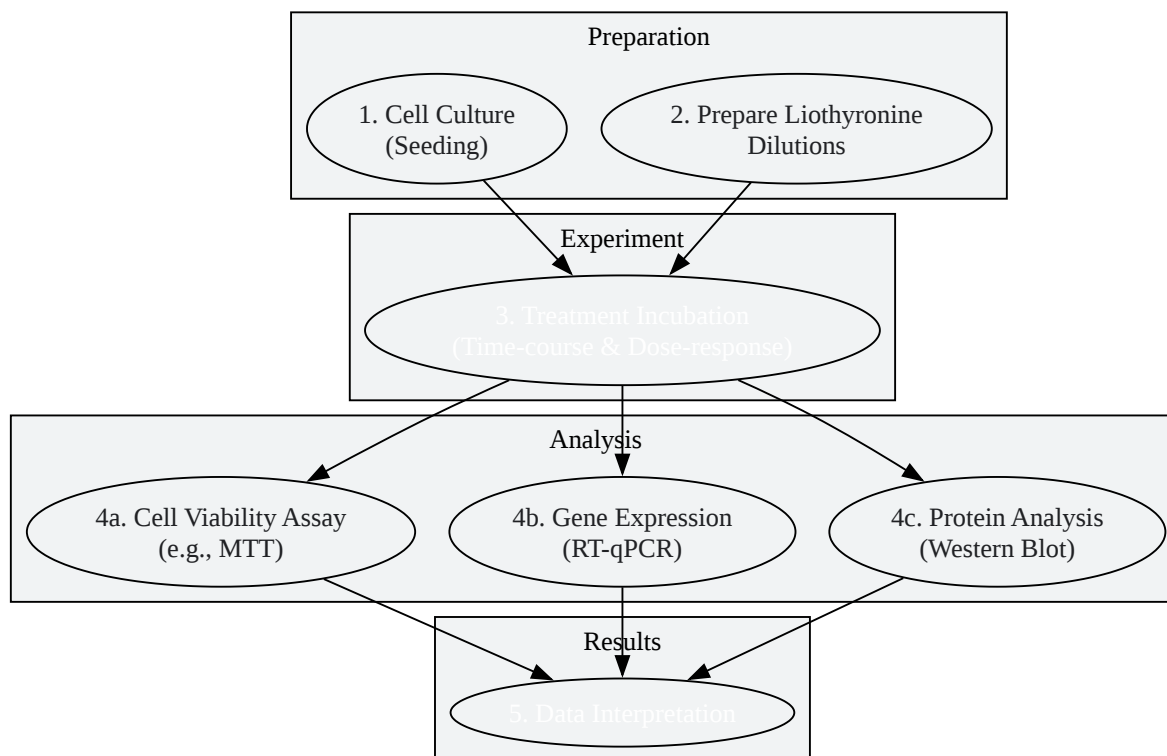 Preparation
1. Cell Culture
(Seeding)
2. Prepare Liothyronine
Dilutions
Experiment
3. Treatment Incubation
(Time-course & Dose-response)
Analysis
4a. Cell Viability Assay
(e.g., MTT)
4b. Gene Expression
(RT-qPCR)
4c. Protein Analysis
(Western Blot)
Results
5. Data Interpretation